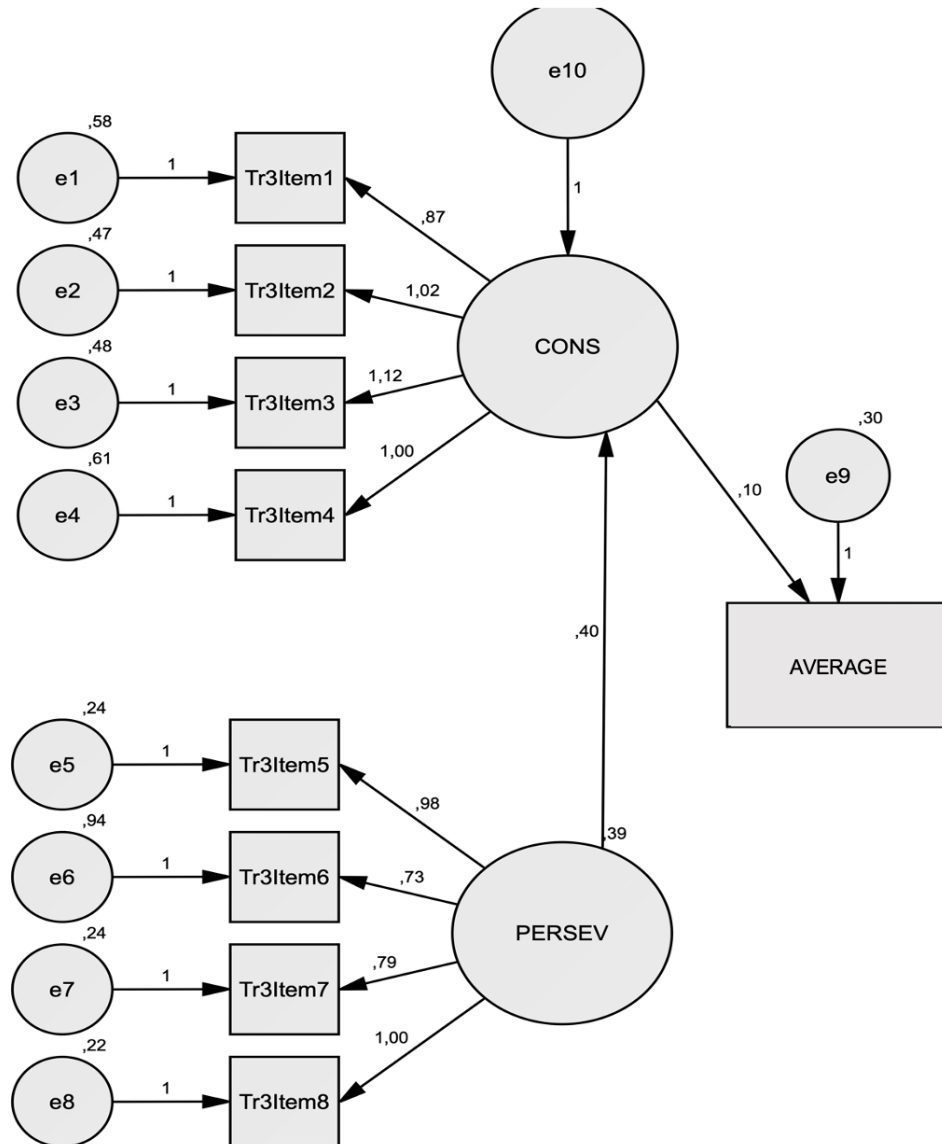 e10
,58
e1
1
Tr3Item1
,87
1
,47
e2
1
Tr3Item2
1,02
CONS
,48
e3
1
Tr3Item3
1,12
,61
e4
1
Tr3Item4
1,00
,30
e9
,10
1
,40
AVERAGE
,24
e5
1
Tr3Item5
,98
,39
,94
e6
1
Tr3Item6
,73
PERSEV
,24
e7
1
Tr3Item7
,79
,22
e8
1
Tr3Item8
1,00